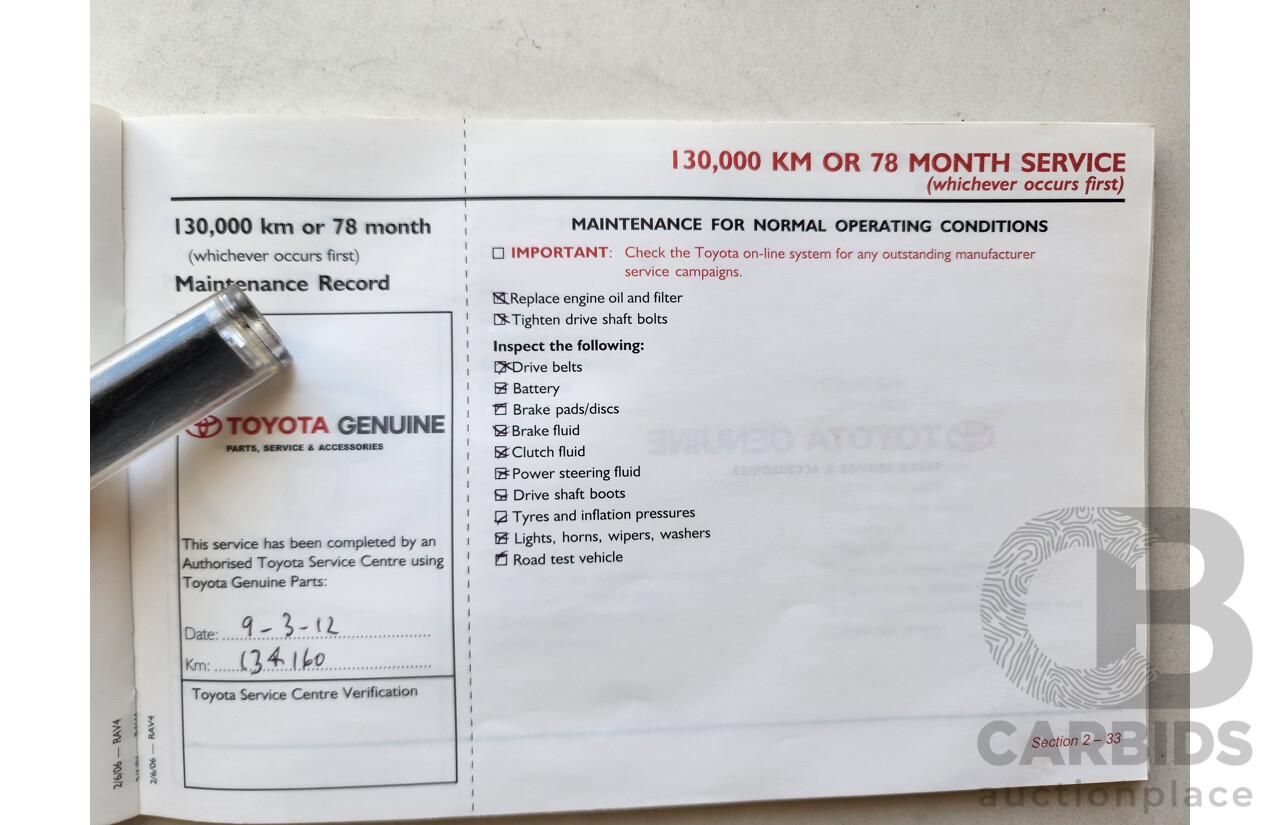 130,000 KM OR 78 MONTH SERVICE
(whichever occurs first)
130,000 km or 78 month
(whichever occurs first)
Maintenance Record
TOYOTA GENUINE
PARTS, SERVICE & ACCESSORIES
This service has been completed by an
Authorised Toyota Service Centre using
Toyota Genuine Parts:
Date: 9-3-12
Km: 134160
Toyota Service Centre Verification
MAINTENANCE FOR NORMAL OPERATING CONDITIONS
IMPORTANT: Check the Toyota on-line system for any outstanding manufacturer
service campaigns.
Replace engine oil and filter
Tighten drive shaft bolts
Inspect the following:
Drive belts
Battery
Brake pads/discs
Brake fluid
Clutch fluid
Power steering fluid
Drive shaft boots
Tyres and inflation pressures
Lights, horns, wipers, washers
Road test vehicle
Section 2 – 33
2/6/06 — RAV4
2/6/06 — RAV4
CARBIDS
auctionplace